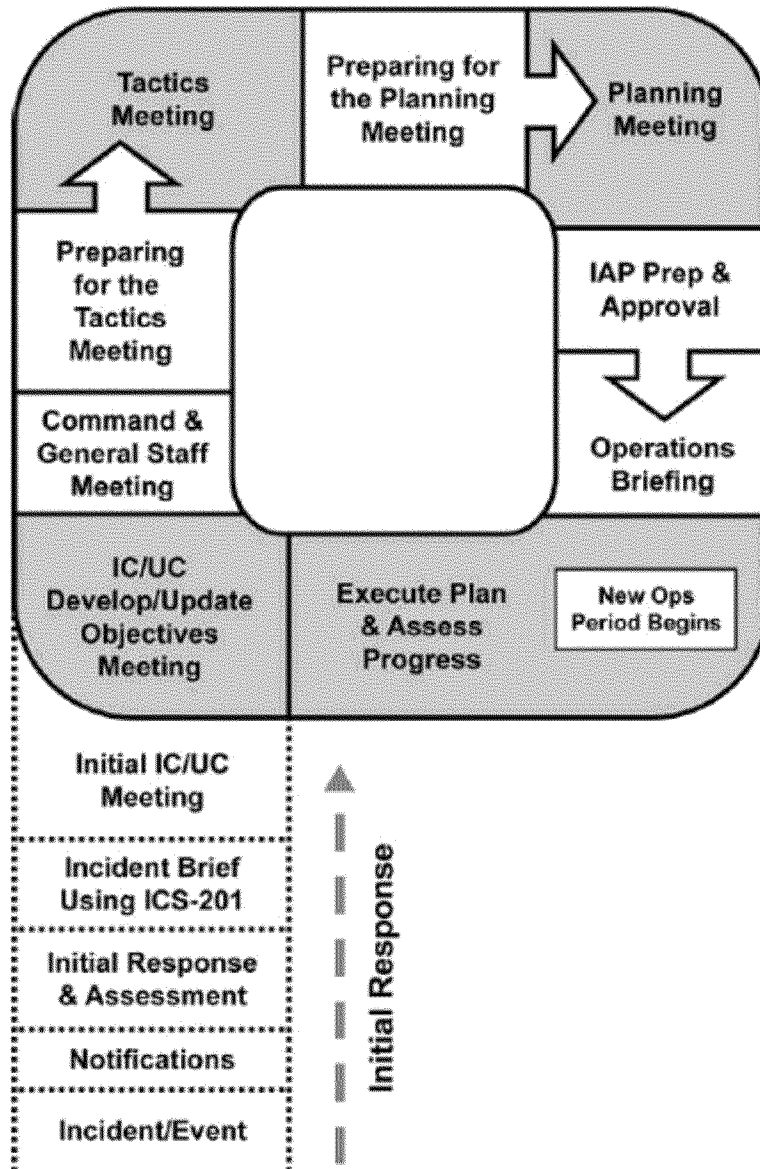 Tactics
Meeting
Preparing for
the Planning
Meeting
Planning
Meeting
Preparing
for the
Tactics
Meeting
IAP Prep &
Approval
Command &
General Staff
Meeting
Operations
Briefing
IC/UC
Develop/Update
Objectives
Meeting
Execute Plan
& Assess
Progress
New Ops
Period Begins
Initial IC/UC
Meeting
Incident Brief
Using ICS-201
Initial Response
& Assessment
Notifications
Incident/Event
Initial Response